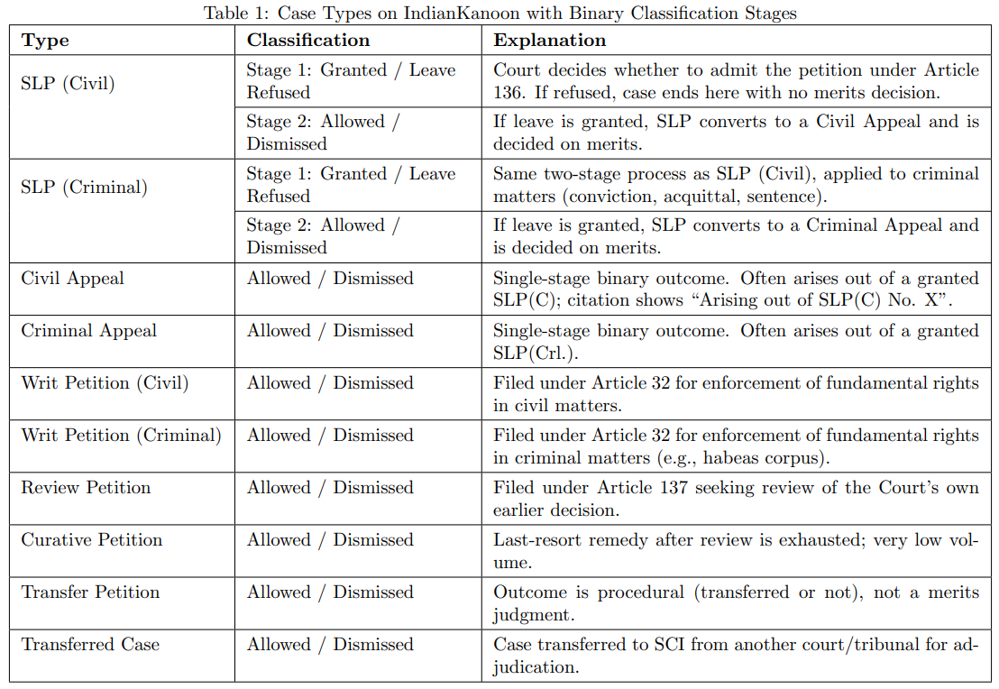 Table 1: Case Types on IndianKanoon with Binary Classification Stages
Type Classification Explanation
SLP (Civil)
Stage 1: Granted / Leave
Refused
Court decides whether to admit the petition under Article
136. If refused, case ends here with no merits decision.
Stage 2: Allowed /
Dismissed
If leave is granted, SLP converts to a Civil Appeal and is
decided on merits.
SLP (Criminal)
Stage 1: Granted / Leave
Refused
Same two-stage process as SLP (Civil), applied to criminal
matters (conviction, acquittal, sentence).
Stage 2: Allowed /
Dismissed
If leave is granted, SLP converts to a Criminal Appeal and
is decided on merits.
Civil Appeal
Allowed / Dismissed
Single-stage binary outcome. Often arises out of a granted
SLP(C); citation shows “Arising out of SLP(C) No. X”.
Criminal Appeal
Allowed / Dismissed
Single-stage binary outcome. Often arises out of a granted
SLP(Crl.).
Writ Petition (Civil)
Allowed / Dismissed
Filed under Article 32 for enforcement of fundamental rights
in civil matters.
Writ Petition (Criminal)
Allowed / Dismissed
Filed under Article 32 for enforcement of fundamental rights
in criminal matters (e.g., habeas corpus).
Review Petition
Allowed / Dismissed
Filed under Article 137 seeking review of the Court’s own
earlier decision.
Curative Petition
Allowed / Dismissed
Last-resort remedy after review is exhausted; very low vol-
ume.
Transfer Petition
Allowed / Dismissed
Outcome is procedural (transferred or not), not a merits
judgment.
Transferred Case
Allowed / Dismissed
Case transferred to SCI from another court/tribunal for ad-
judication.